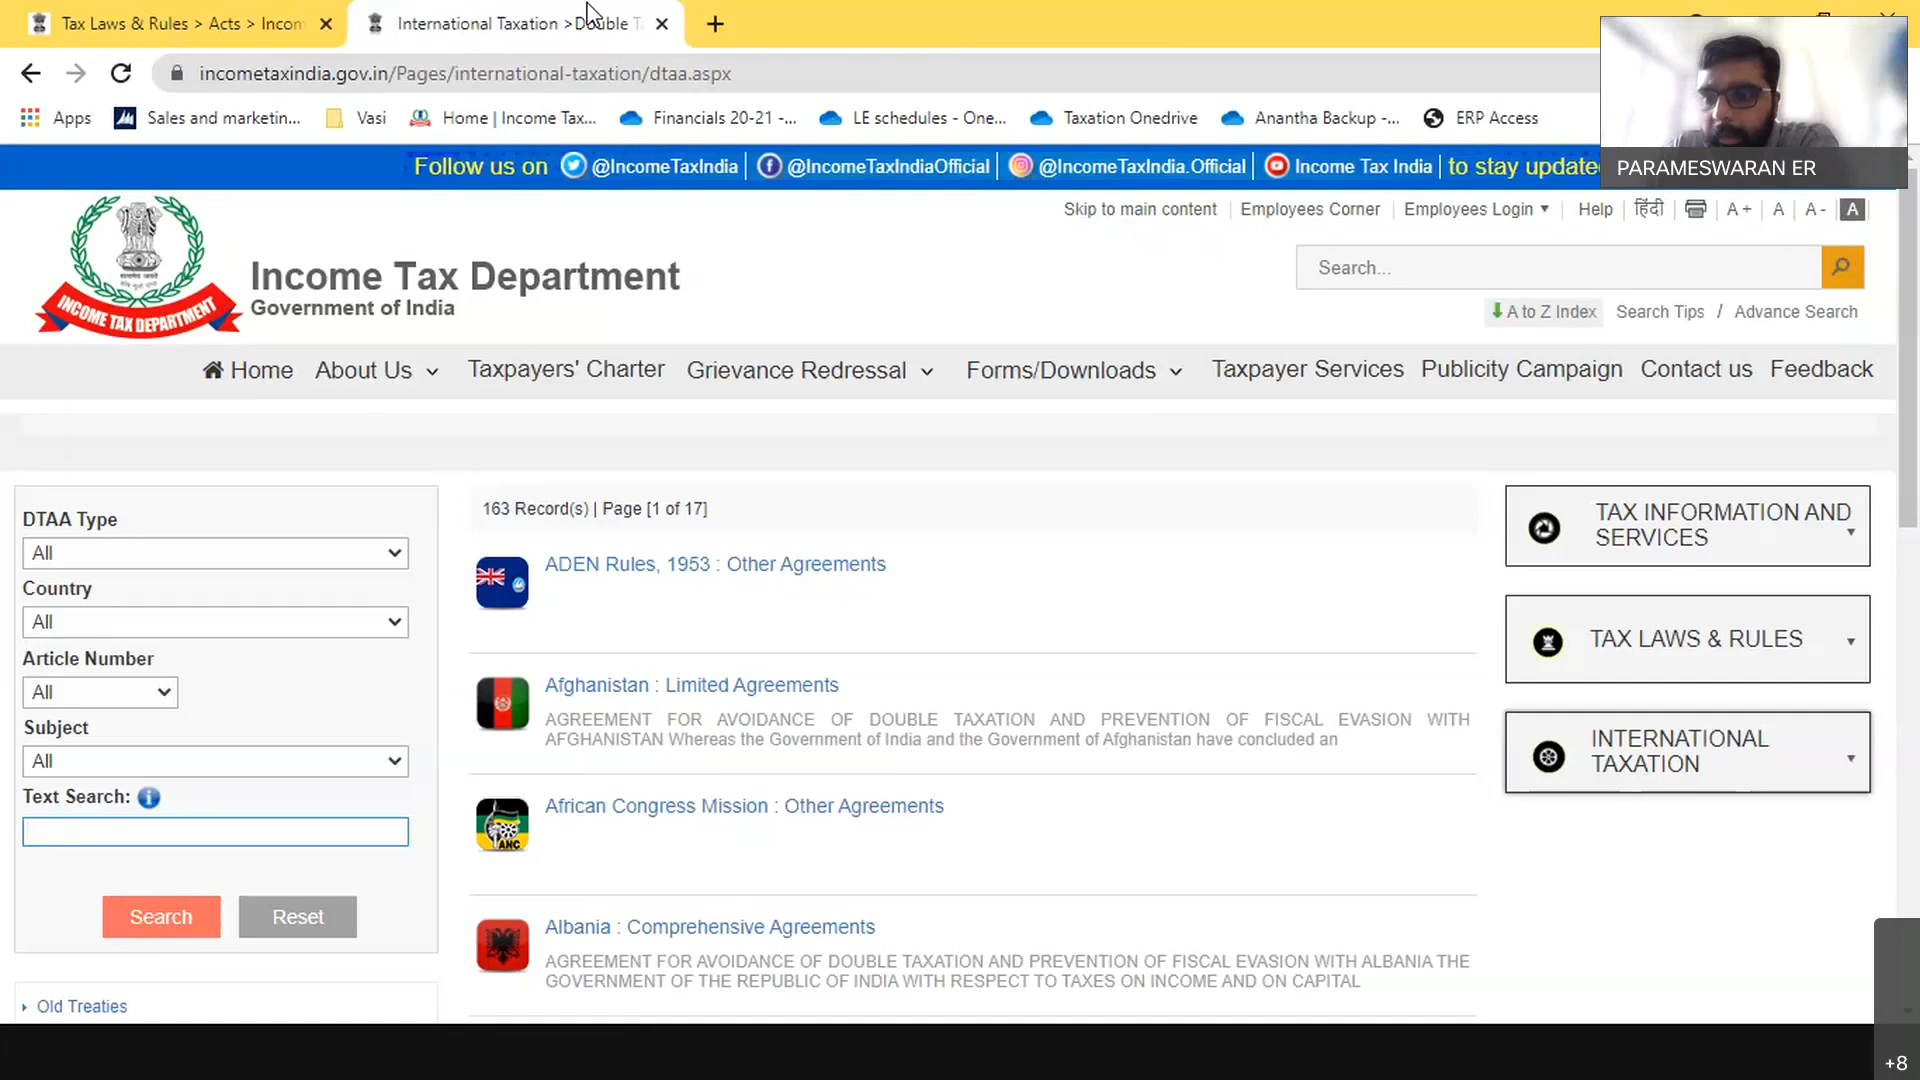 Tax Laws & Rules > Acts > Incom
International Taxation >Double Ta
incometaxindia.gov.in/Pages/international-taxation/dtaa.aspx
Apps
Sales and marketin...
Vasi
Home | Income Tax...
Financials 20-21 -...
LE schedules - One...
Taxation Onedrive
Anantha Backup -...
ERP Access
PARAMESWARAN ER
Follow us on @IncomeTaxIndia | @IncomeTaxIndiaOfficial | @IncomeTaxIndia.Official | Income Tax India | to stay update
Skip to main content | Employees Corner | Employees Login | Help | हिंदी | A + | A | A - | A
INCOME TAX DEPARTMENT
Income Tax Department
Government of India
Search...
A to Z Index
Search Tips / Advance Search
Home
About Us
Taxpayers' Charter
Grievance Redressal
Forms/Downloads
Taxpayer Services
Publicity Campaign
Contact us
Feedback
DTAA Type
All
Country
All
Article Number
All
Subject
All
Text Search:
Search
Reset
Old Treaties
163 Record(s) | Page [1 of 17]
ADEN Rules, 1953 : Other Agreements
Afghanistan : Limited Agreements
AGREEMENT FOR AVOIDANCE OF DOUBLE TAXATION AND PREVENTION OF FISCAL EVASION WITH
AFGHANISTAN Whereas the Government of India and the Government of Afghanistan have concluded an
ANC
African Congress Mission : Other Agreements
Albania : Comprehensive Agreements
AGREEMENT FOR AVOIDANCE OF DOUBLE TAXATION AND PREVENTION OF FISCAL EVASION WITH ALBANIA THE
GOVERNMENT OF THE REPUBLIC OF INDIA WITH RESPECT TO TAXES ON INCOME AND ON CAPITAL
TAX INFORMATION AND
SERVICES
TAX LAWS & RULES
INTERNATIONAL
TAXATION
+8